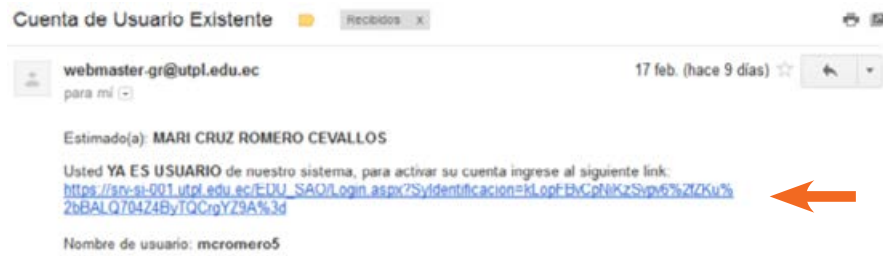 Cuenta de Usuario Existente
Recibidos x
webmaster-gr@utpl.edu.ec
17 feb. (hace 9 días)
para mí
Estimado(a): MARI CRUZ ROMERO CEVALLOS
Usted YA ES USUARIO de nuestro sistema, para activar su cuenta ingrese al siguiente link:
https://srv-si-001.utpl.edu.ec/EDU_SAO/Login.aspx?SyIdentificacion=kLopFBvCpNiKzSvpv6%2fZKu%
2bBALQ704Z4ByTQCrgYZ9A%3d
Nombre de usuario: mcromero5